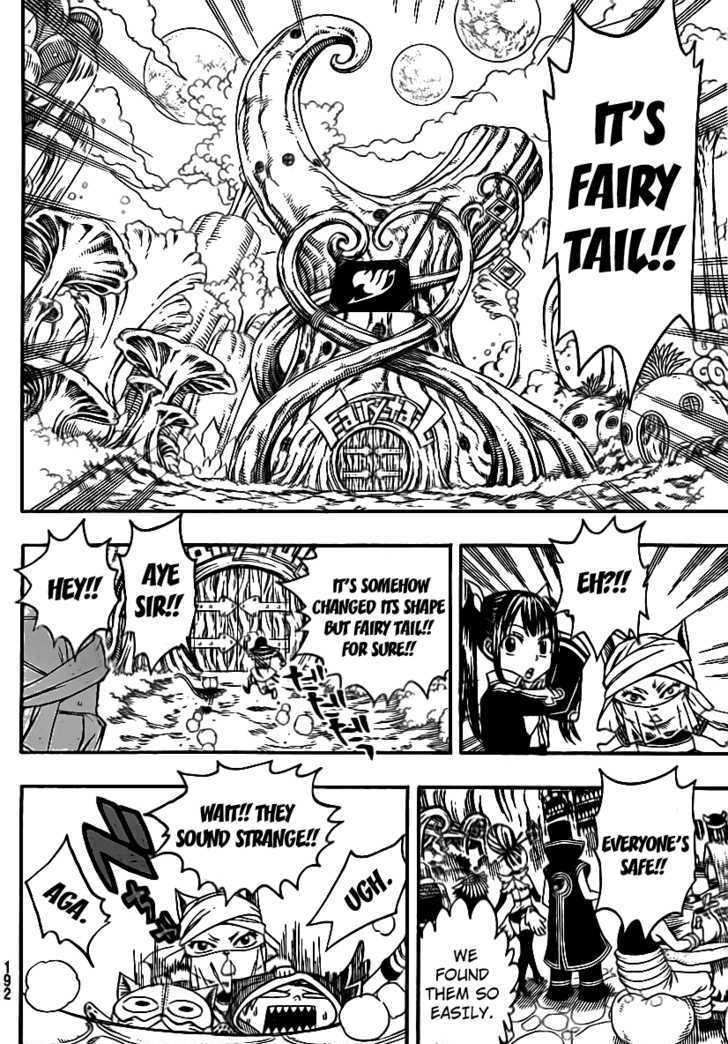 IT'S
FAIRY
TAIL!!
Fairytail
EH?!!
IT'S SOMEHOW
CHANGED ITS SHAPE
BUT FAIRY TAIL!!
FOR SURE!!
AYE
SIR!!
HEY!!
EVERYONE'S
SAFE!!
WE
FOUND
THEM SO
EASILY.
WAIT!! THEY
SOUND STRANGE!!
UGH.
AGA.
192